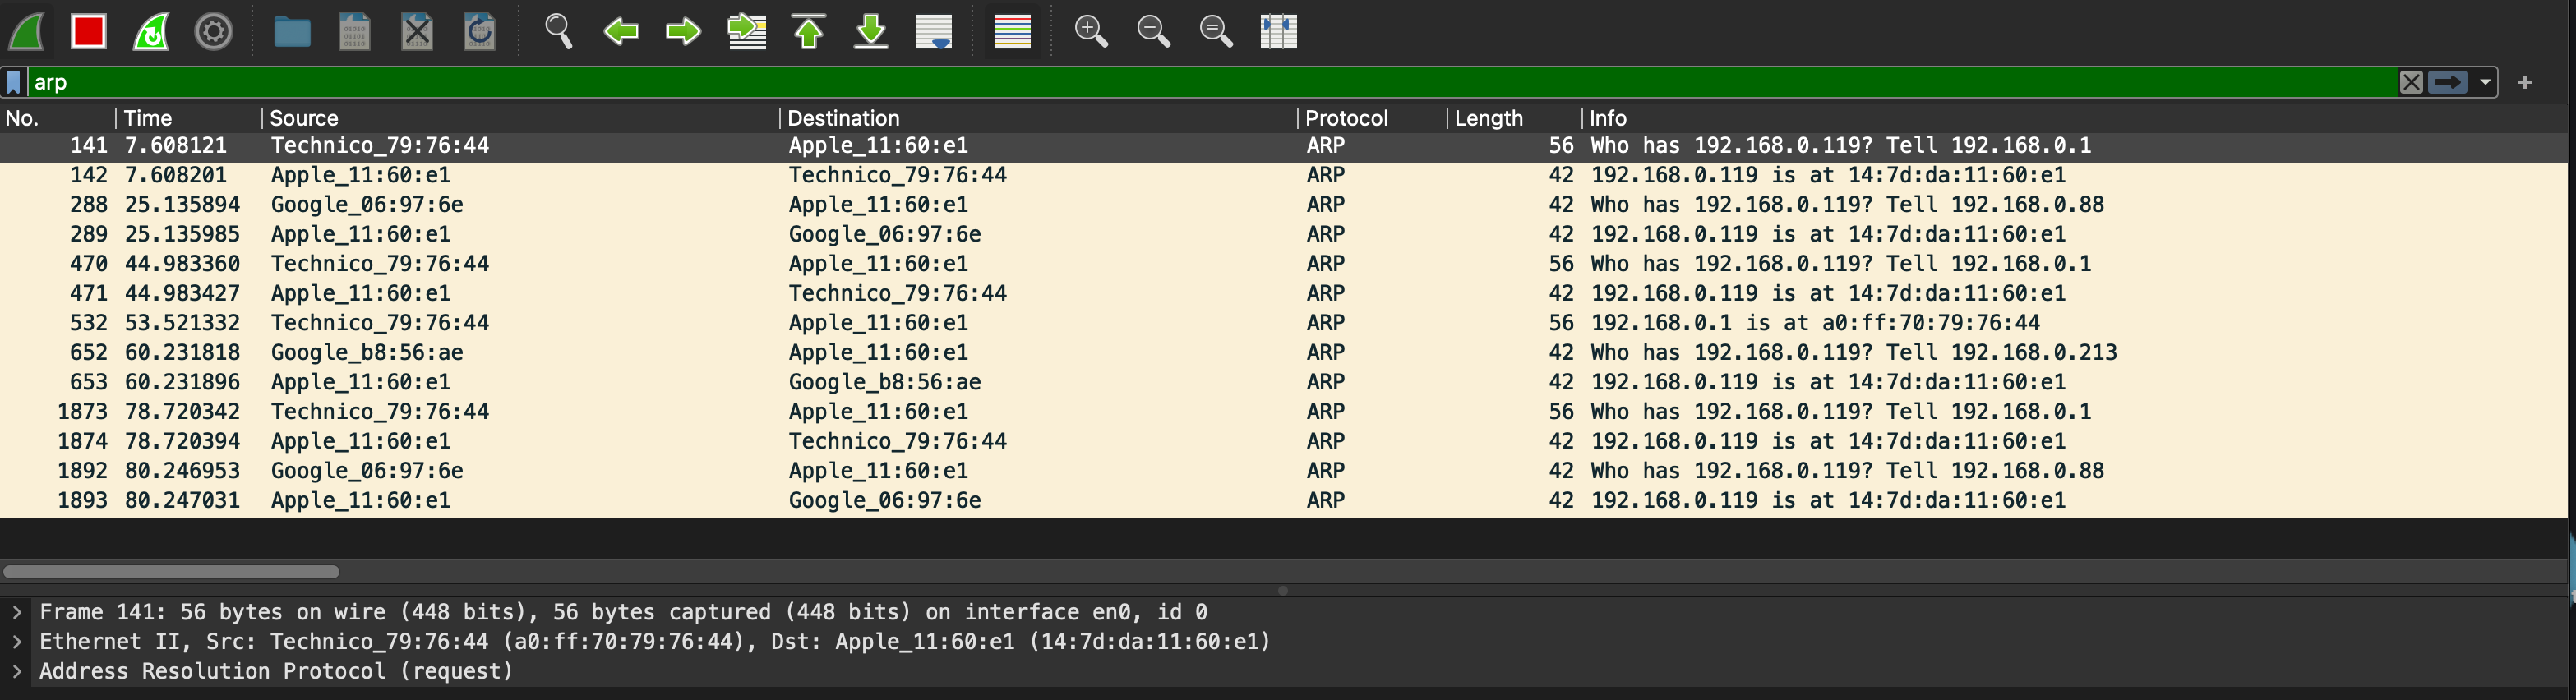 arp
No. Time Source Destination Protocol Length Info
141 7.608121 Technico_79:76:44 Apple_11:60:e1 ARP 56 Who has 192.168.0.119? Tell 192.168.0.1
142 7.608201 Apple_11:60:e1 Technico_79:76:44 ARP 42 192.168.0.119 is at 14:7d:da:11:60:e1
288 25.135894 Google_06:97:6e Apple_11:60:e1 ARP 42 Who has 192.168.0.119? Tell 192.168.0.88
289 25.135985 Apple_11:60:e1 Google_06:97:6e ARP 42 192.168.0.119 is at 14:7d:da:11:60:e1
470 44.983360 Technico_79:76:44 Apple_11:60:e1 ARP 56 Who has 192.168.0.119? Tell 192.168.0.1
471 44.983427 Apple_11:60:e1 Technico_79:76:44 ARP 42 192.168.0.119 is at 14:7d:da:11:60:e1
532 53.521332 Technico_79:76:44 Apple_11:60:e1 ARP 56 192.168.0.1 is at a0:ff:70:79:76:44
652 60.231818 Google_b8:56:ae Apple_11:60:e1 ARP 42 Who has 192.168.0.119? Tell 192.168.0.213
653 60.231896 Apple_11:60:e1 Google_b8:56:ae ARP 42 192.168.0.119 is at 14:7d:da:11:60:e1
1873 78.720342 Technico_79:76:44 Apple_11:60:e1 ARP 56 Who has 192.168.0.119? Tell 192.168.0.1
1874 78.720394 Apple_11:60:e1 Technico_79:76:44 ARP 42 192.168.0.119 is at 14:7d:da:11:60:e1
1892 80.246953 Google_06:97:6e Apple_11:60:e1 ARP 42 Who has 192.168.0.119? Tell 192.168.0.88
1893 80.247031 Apple_11:60:e1 Google_06:97:6e ARP 42 192.168.0.119 is at 14:7d:da:11:60:e1
Frame 141: 56 bytes on wire (448 bits), 56 bytes captured (448 bits) on interface en0, id 0
Ethernet II, Src: Technico_79:76:44 (a0:ff:70:79:76:44), Dst: Apple_11:60:e1 (14:7d:da:11:60:e1)
Address Resolution Protocol (request)